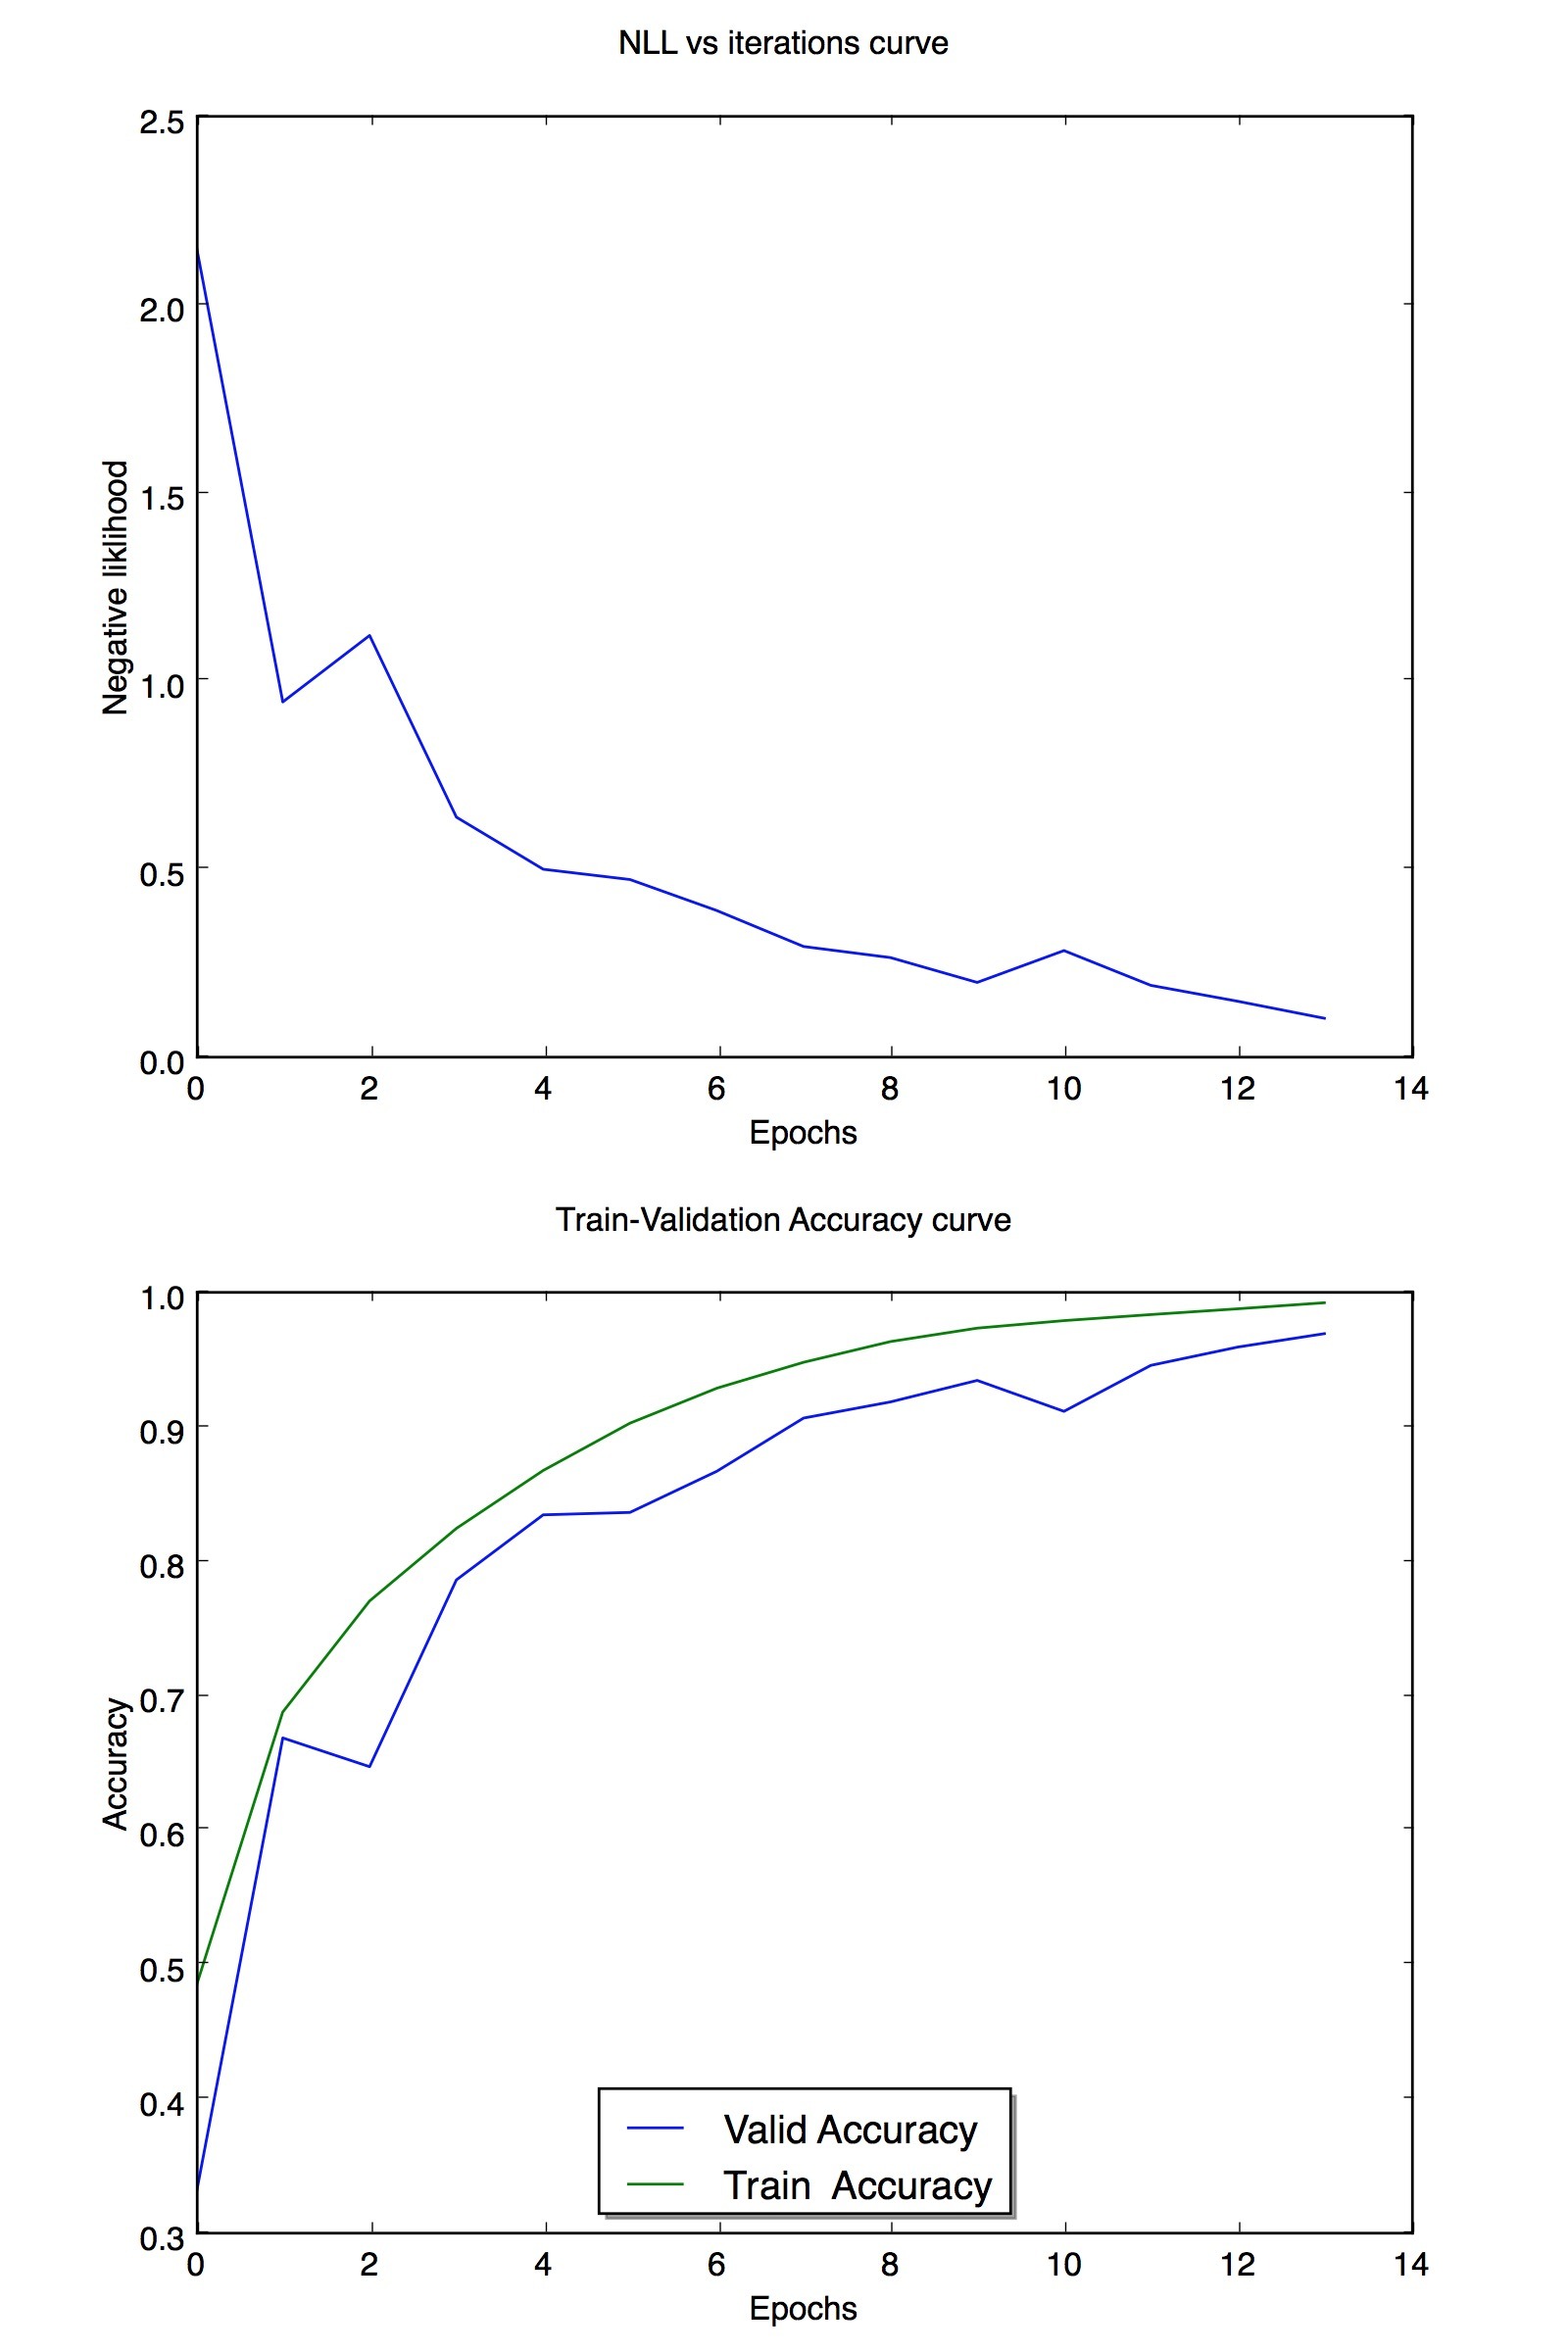 NLL vs iterations curve
2.5
2.0
1.5
1.0
0.5
0.0
Negative liklihood
0 2 4 6 8 10 12 14
Epochs
Train-Validation Accuracy curve
1.0
0.9
0.8
0.7
0.6
0.5
0.4
0.3
Accuracy
Valid Accuracy
Train Accuracy
0 2 4 6 8 10 12 14
Epochs